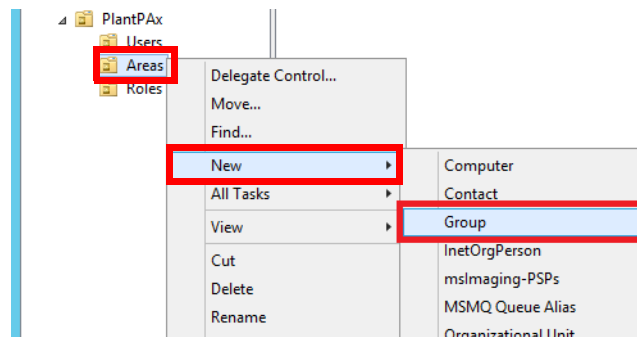 PlantPAx
Users
Areas
Roles
Delegate Control...
Move...
Find...
New
All Tasks
View
Cut
Delete
Rename
Computer
Contact
Group
InetOrgPerson
msImaging-PSPs
MSMQ Queue Alias
Organizational Unit